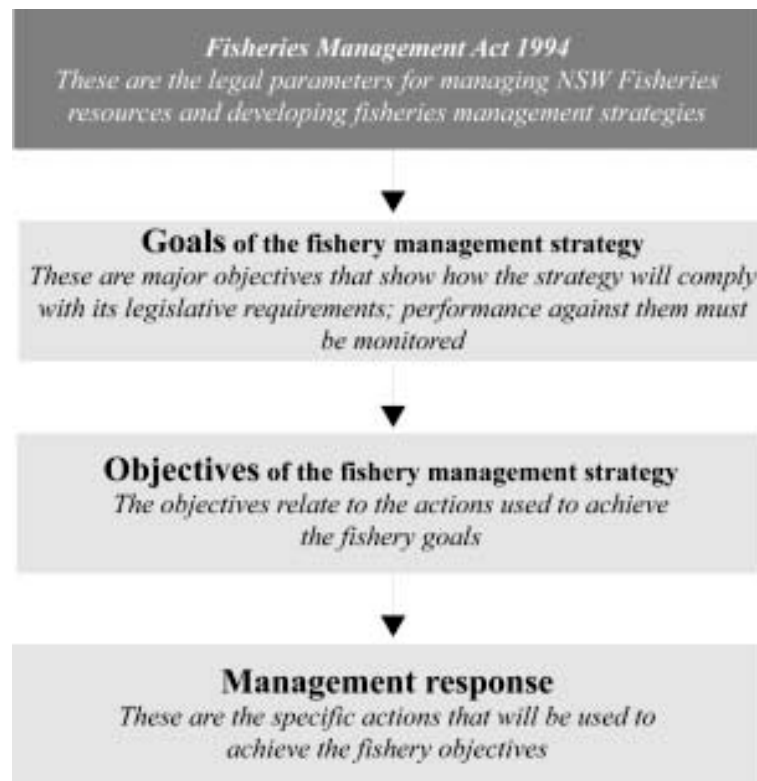 Fisheries Management Act 1994
These are the legal parameters for managing NSW Fisheries
resources and developing fisheries management strategies
Goals of the fishery management strategy
These are major objectives that show how the strategy will comply
with its legislative requirements; performance against them must
be monitored
Objectives of the fishery management strategy
The objectives relate to the actions used to achieve
the fishery goals
Management response
These are the specific actions that will be used to
achieve the fishery objectives